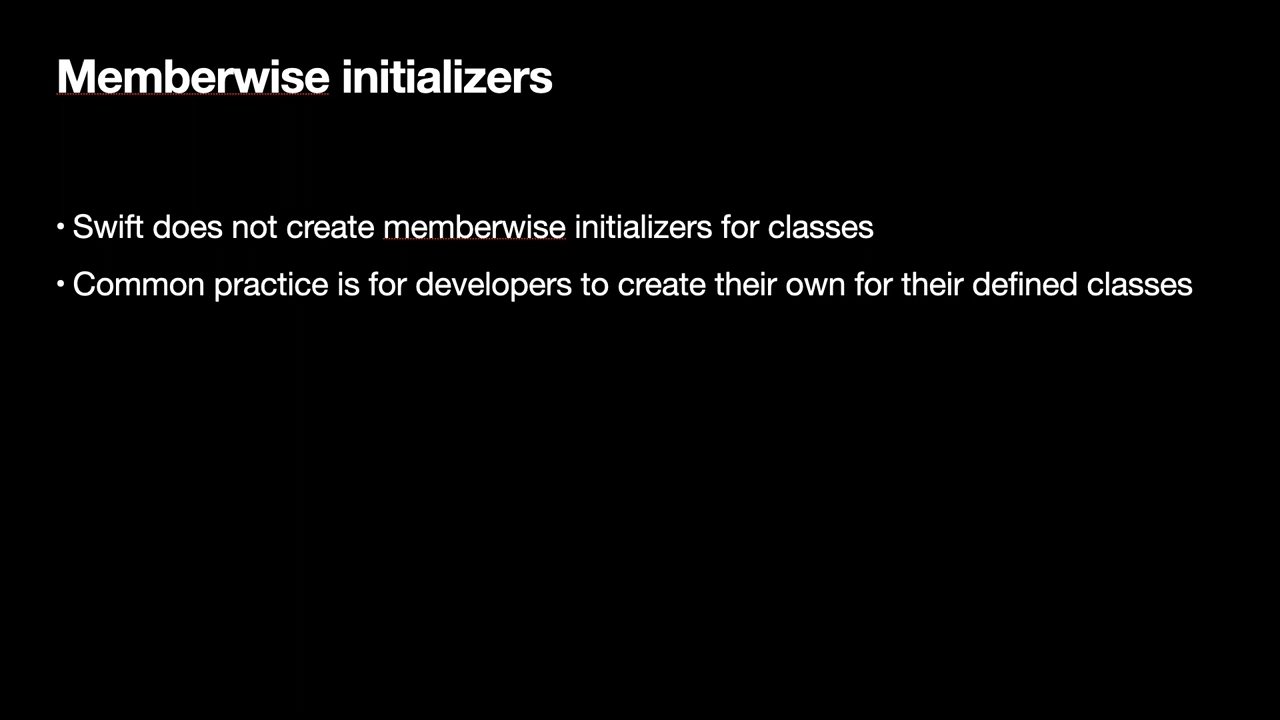 Memberwise initializers
• Swift does not create memberwise initializers for classes
• Common practice is for developers to create their own for their defined classes